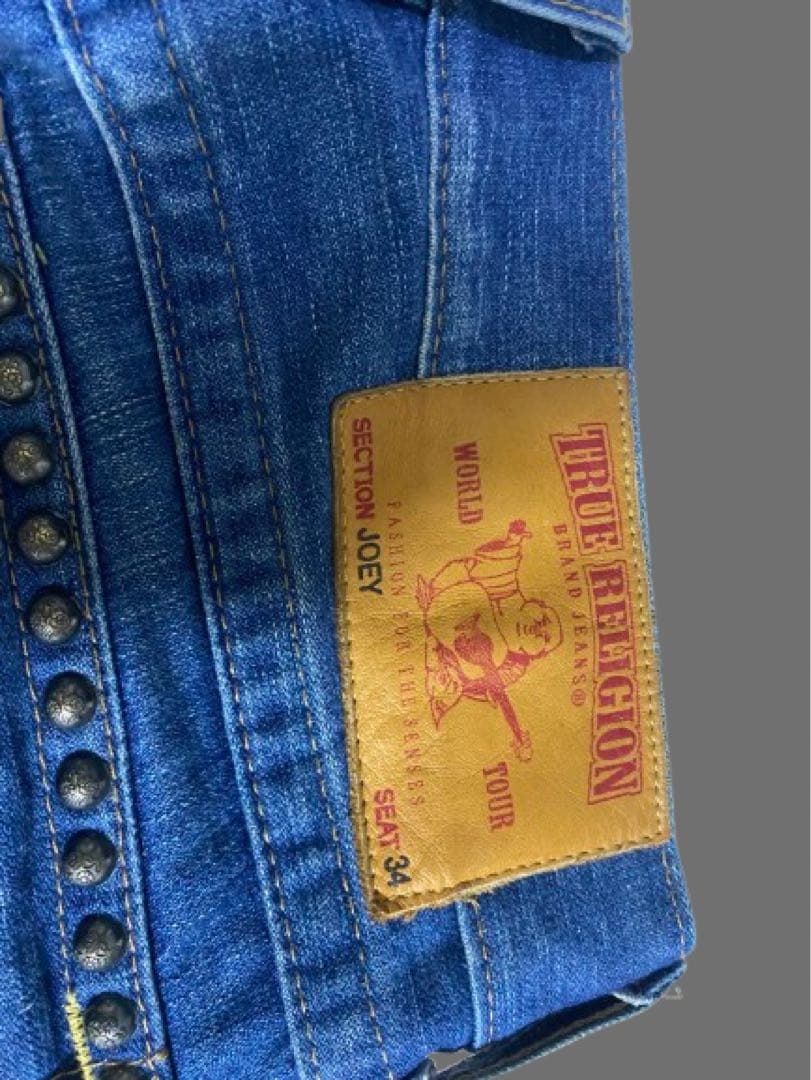 TRUE RELIGION
BRAND JEANS®
WORLD TOUR
FASHION FOR THE SENSES
SECTION JOEY SEAT 34